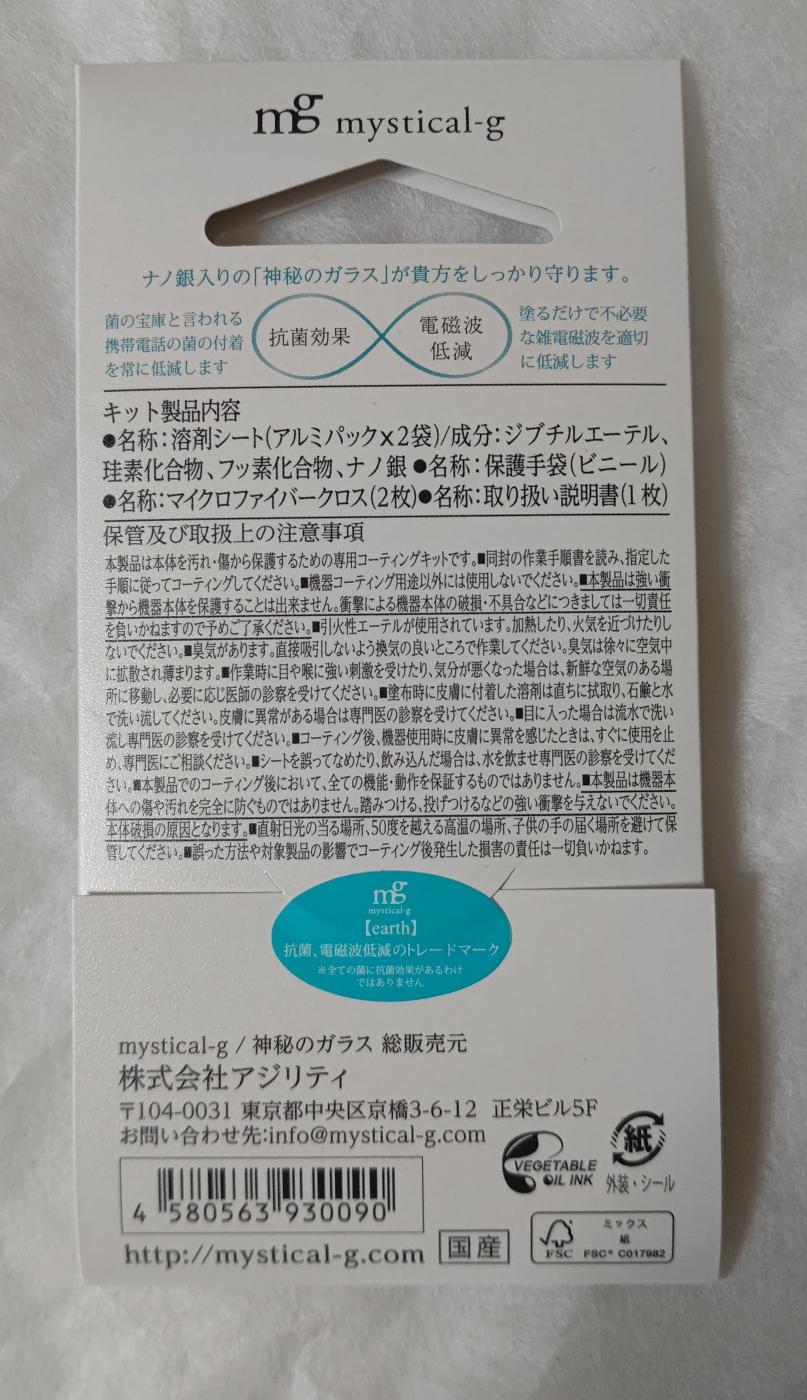 mg mystical-g
ナノ銀入りの「神秘のガラス」が貴方をしっかり守ります。
菌の宝庫と言われる
携帯電話の菌の付着
を常に低減します
抗菌効果
電磁波
低減
塗るだけで不必要
な雑電磁波を適切
に低減します
キット製品内容
●名称：溶剤シート(アルミパックx2袋)/成分：ジブチルエーテル、
珪素化合物、フッ素化合物、ナノ銀 ●名称：保護手袋(ビニール)
●名称：マイクロファイバークロス(2枚)●名称：取り扱い説明書(1枚)
保管及び取扱上の注意事項
本製品は本体を汚れ・傷から保護するための専用コーティングキットです。■同封の作業手順書を読み、指定した
手順に従ってコーティングしてください。■機器コーティング用途以外には使用しないでください。■本製品は強い衝
撃から機器本体を保護することは出来ません。衝撃による機器本体の破損・不具合などにつきましては一切責任
を負いかねますので予めご了承ください。■引火性エーテルが使用されています。加熱したり、火気を近づけたりし
ないでください。■臭気があります。直接吸引しないよう換気の良いところで作業してください。臭気は徐々に空気中
に拡散され薄まります。■作業時に目や喉に強い刺激を受けたり、気分が悪くなった場合は、新鮮な空気のある場
所に移動し、必要に応じ医師の診察を受けてください。■塗布時に皮膚に付着した溶剤は直ちに拭取り、石鹸と水
で洗い流してください。皮膚に異常がある場合は専門医の診察を受けてください。■目に入った場合は流水で洗い
流し専門医の診察を受けてください。■コーティング後、機器使用時に皮膚に異常を感じたときは、すぐに使用を止
め、専門医にご相談ください。■シートを誤ってなめたり、飲み込んだ場合は、水を飲ませ専門医の診察を受けてくだ
さい。■本製品でのコーティング後において、全ての機能・動作を保証するものではありません。■本製品は機器本
体への傷や汚れを完全に防ぐものではありません。踏みつける、投げつけるなどの強い衝撃を与えないでください。
本体破損の原因となります。■直射日光の当る場所、50度を越える高温の場所、子供の手の届く場所を避けて保
管してください。■誤った方法や対象製品の影響でコーティング後発生した損害の責任は一切負いかねます。
mg
mystical-g
【earth】
抗菌、電磁波低減のトレードマーク
※全ての菌に抗菌効果があるわけ
ではありません
mystical-g / 神秘のガラス 総販売元
株式会社アジリティ
〒104-0031 東京都中央区京橋3-6-12 正栄ビル5F
お問い合わせ先:info@mystical-g.com
VEGETABLE
OIL INK
紙
外装・シール
4 580563 930090
http://mystical-g.com
国産
FSC
ミックス
紙
FSC® C017982